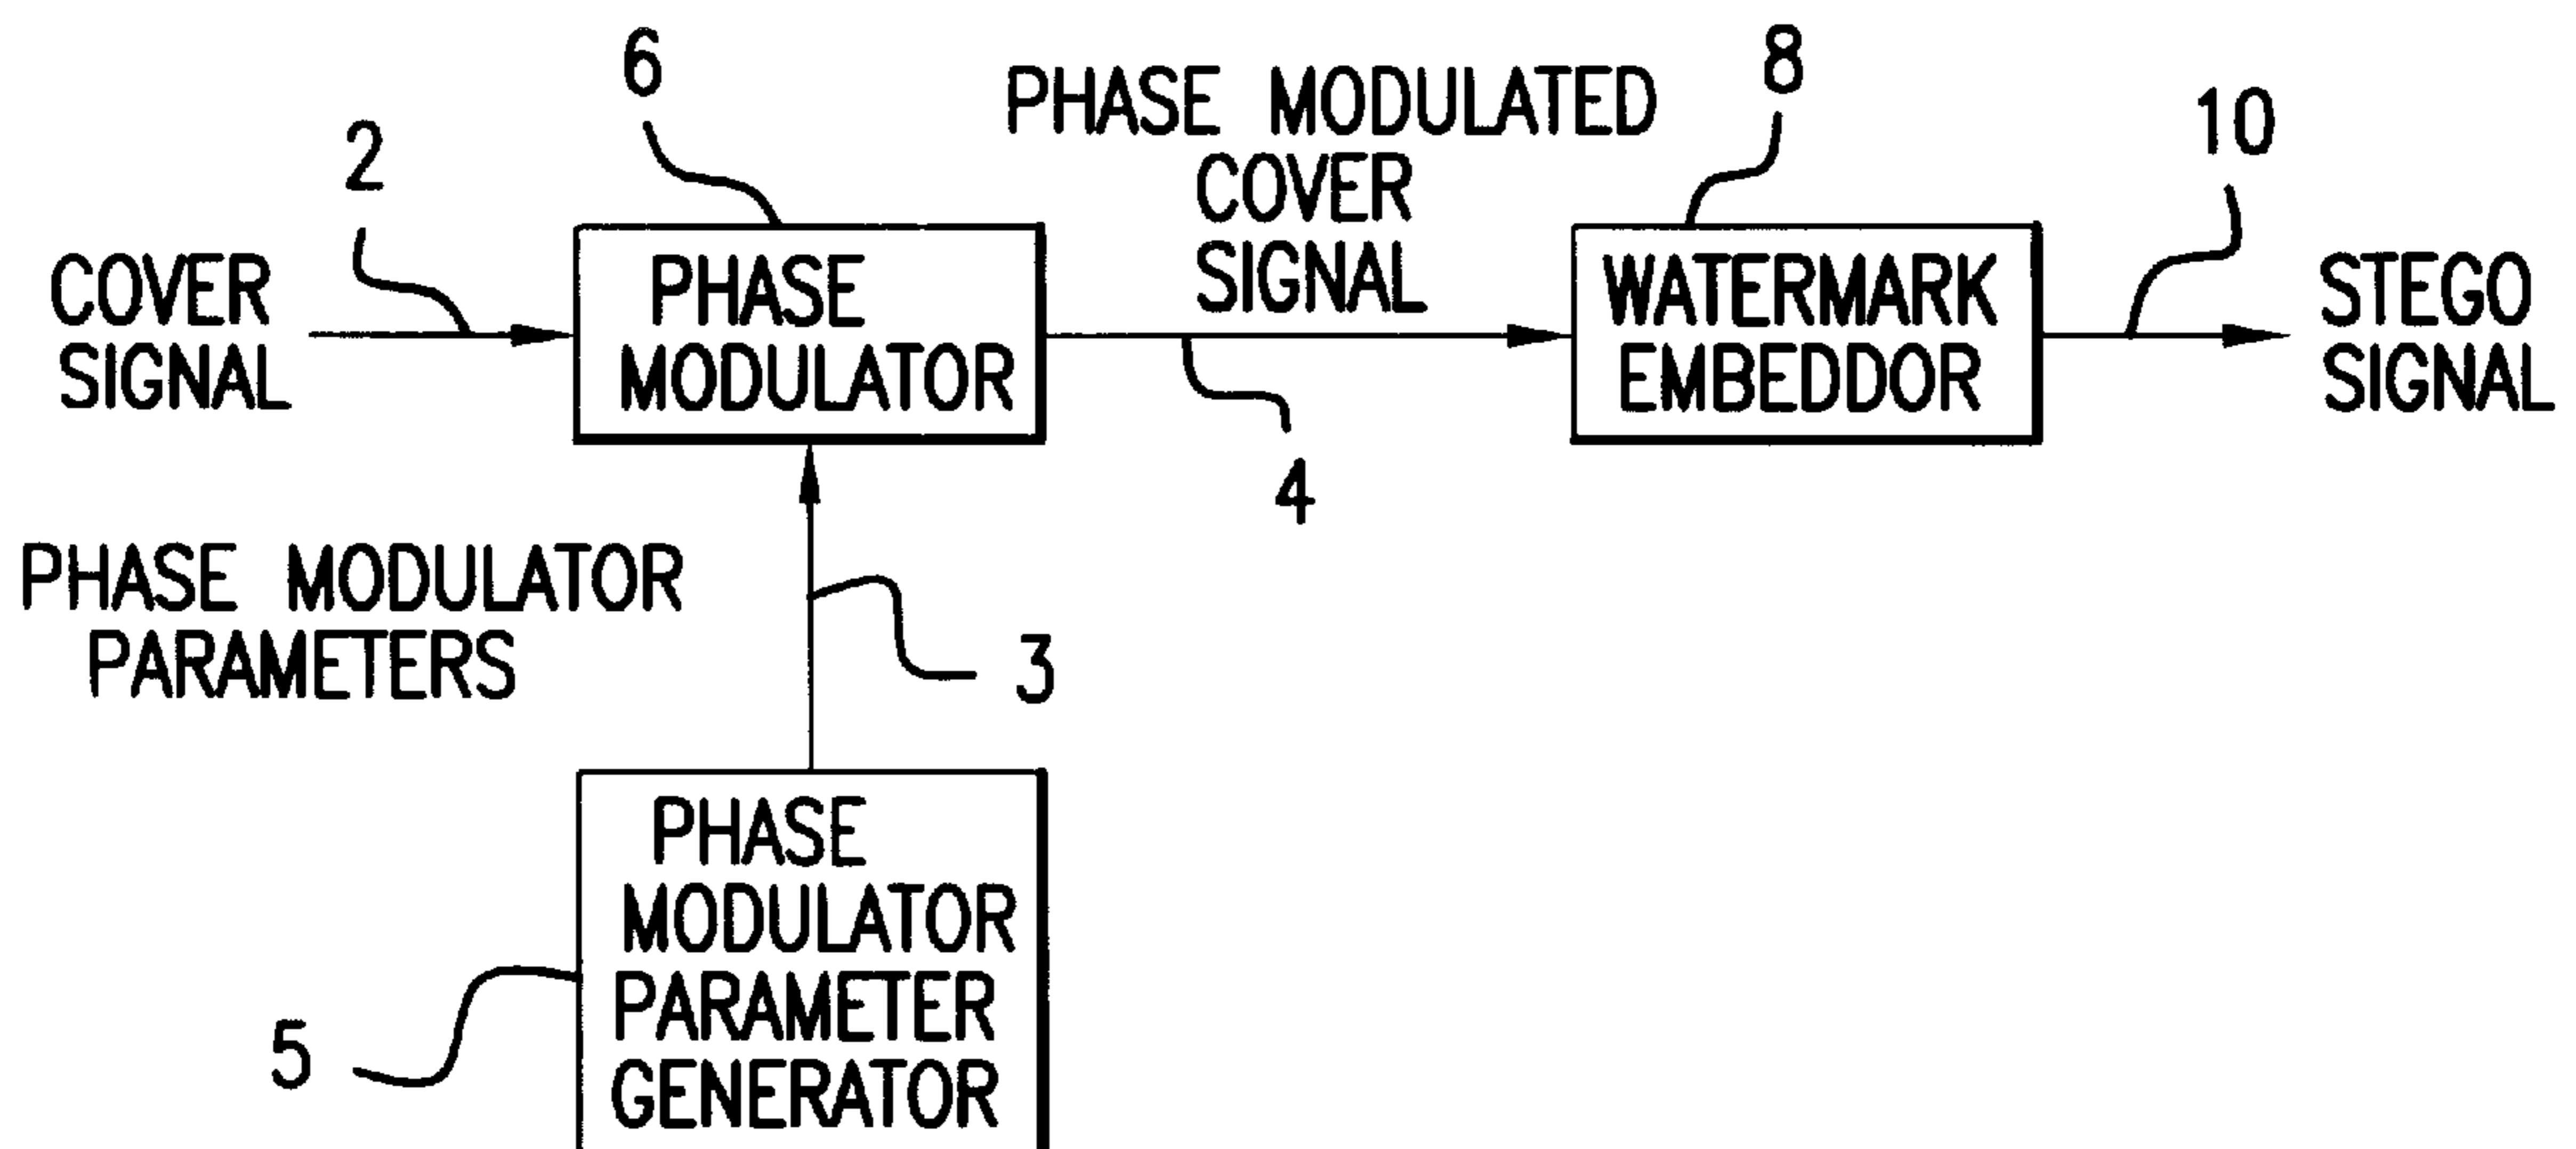 6
8
PHASE MODULATED
COVER
SIGNAL
2
10
COVER
SIGNAL
PHASE
MODULATOR
WATERMARK
EMBEDDOR
STEGO
SIGNAL
4
PHASE MODULATOR
PARAMETERS
3
PHASE
MODULATOR
PARAMETER
GENERATOR
5